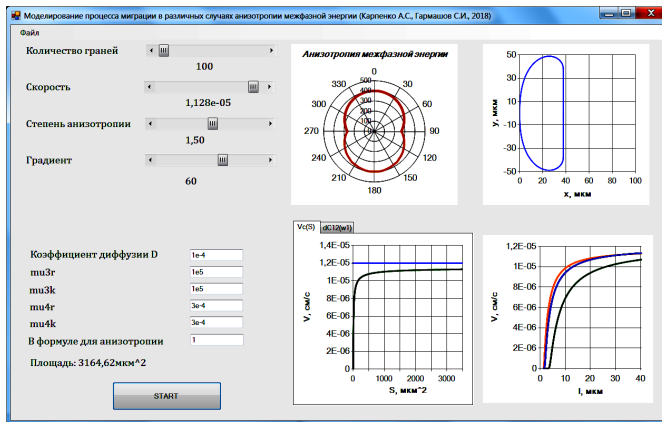 Моделирование процесса миграции в различных случаях анизотропии межфазной энергии (Карпенко А.С., Гармашов С.И., 2018)
Файл
Количество граней
100
Скорость
1,128e-05
Степень анизотропии
1,50
Градиент
60
Коэффициент диффузии D 1e-4
mu3r 1e5
mu3k 1e5
mu4r 3e-4
mu4k 3e-4
В формуле для анизотропии 1
Площадь: 3164,62мкм^2
START
Анизотропия межфазной энергии
0
330 30
300 60
270 90
240 120
210 150
180
500
400
300
200
100
0
y, мкм
50
30
10
-10
-30
-50
0 20 40 60 80 100
x, мкм
Vc(S) dC12(w1)
V, см/с
1,4E-05
1,2E-05
1E-05
8E-06
6E-06
4E-06
2E-06
0
0 1000 2000 3000
S, мкм^2
V, см/с
1,2E-05
1E-05
8E-06
6E-06
4E-06
2E-06
0
0 10 20 30 40
l, мкм